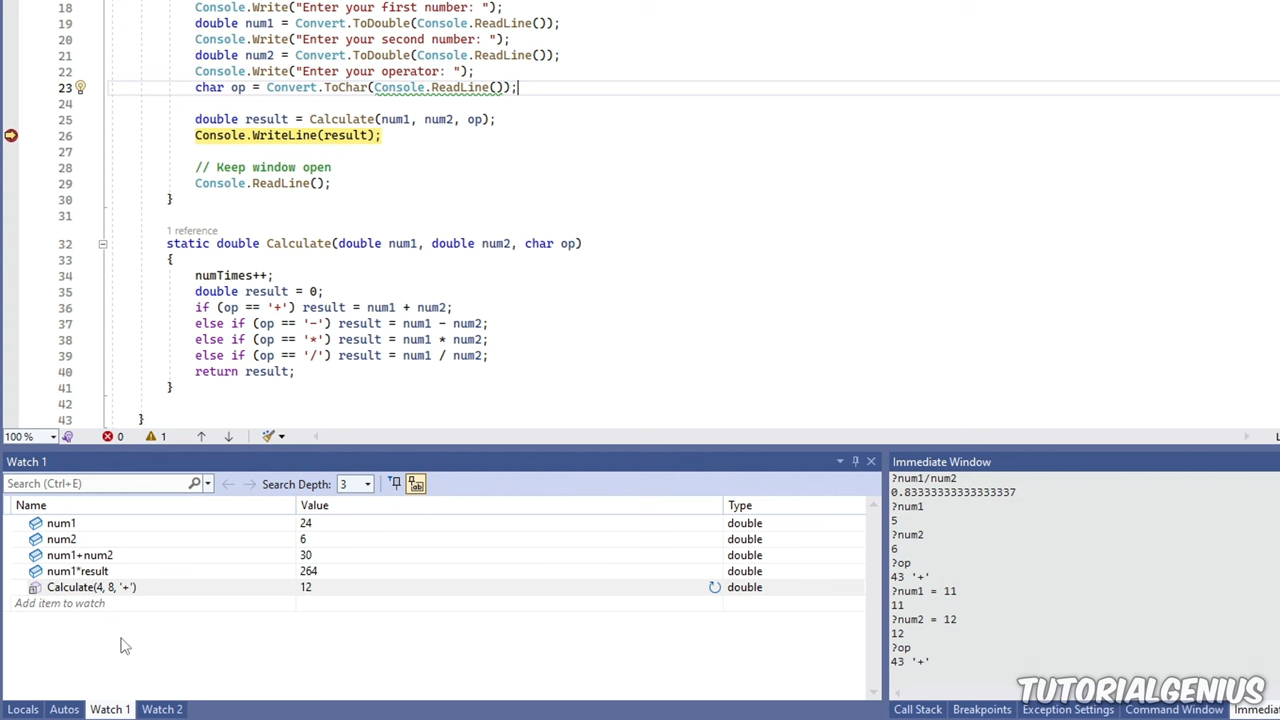 18 Console.Write("Enter your first number: ");
19 double num1 = Convert.ToDouble(Console.ReadLine());
20 Console.Write("Enter your second number: ");
21 double num2 = Convert.ToDouble(Console.ReadLine());
22 Console.Write("Enter your operator: ");
23 char op = Convert.ToChar(Console.ReadLine());
24
25 double result = Calculate(num1, num2, op);
26 Console.WriteLine(result);
27
28 // Keep window open
29 Console.ReadLine();
30 }
31
1 reference
32 static double Calculate(double num1, double num2, char op)
33 {
34 numTimes++;
35 double result = 0;
36 if (op == '+') result = num1 + num2;
37 else if (op == '-') result = num1 - num2;
38 else if (op == '*') result = num1 * num2;
39 else if (op == '/') result = num1 / num2;
40 return result;
41 }
42
43 }
100 % 0 1
Watch 1
Search (Ctrl+E) Search Depth: 3
Name Value Type
num1 24 double
num2 6 double
num1+num2 30 double
num1*result 264 double
Calculate(4, 8, '+') 12 double
Add item to watch
Locals Autos Watch 1 Watch 2
Immediate Window
?num1/num2
0.83333333333333337
?num1
5
?num2
6
?op
43 '+'
?num1 = 11
11
?num2 = 12
12
?op
43 '+'
TUTORIALGENIUS
Call Stack Breakpoints Exception Settings Command Window